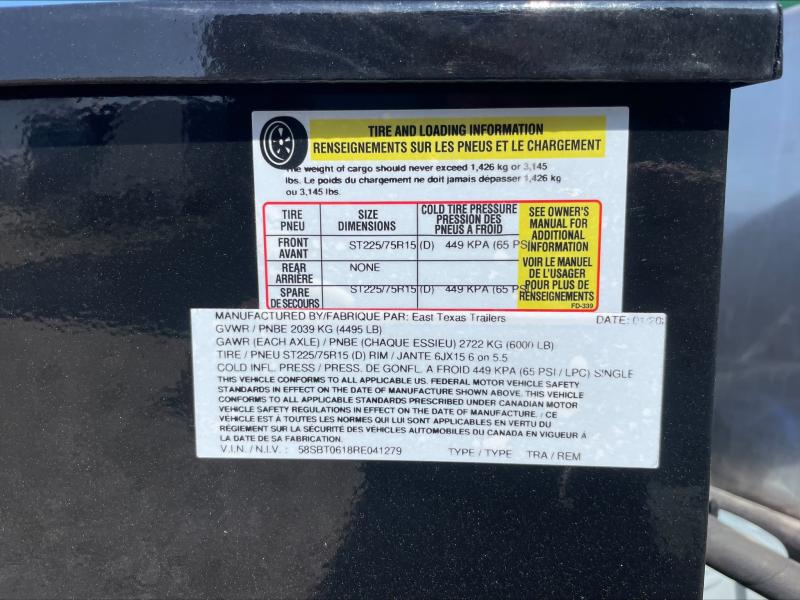 TIRE AND LOADING INFORMATION
RENSEIGNEMENTS SUR LES PNEUS ET LE CHARGEMENT
The weight of cargo should never exceed 1,426 kg or 3,145
lbs. Le poids du chargement ne doit jamais dépasser 1,426 kg
ou 3,145 lbs.
TIRE
PNEU
SIZE
DIMENSIONS
COLD TIRE PRESSURE
PRESSION DES
PNEUS A FROID
FRONT
AVANT
ST225/75R15 (D) 449 KPA (65 PSI
REAR
ARRIÈRE
NONE
SPARE
DE SECOURS
ST225/75R15 (D) 449 KPA (65 PSI
SEE OWNER'S
MANUAL FOR
ADDITIONAL
INFORMATION
VOIR LE MANUEL
DE L'USAGER
POUR PLUS DE
RENSEIGNEMENTS
FD-339
MANUFACTURED BY/FABRIQUE PAR: East Texas Trailers DATE:
GVWR / PNBE 2039 KG (4495 LB)
GAWR (EACH AXLE) / PNBE (CHAQUE ESSIEU) 2722 KG (6000 LB)
TIRE / PNEU ST225/75R15 (D) RIM / JANTE 6JX15 6 on 5.5
COLD INFL. PRESS / PRESS. DE GONFL. A FROID 449 KPA (65 PSI / LPC) SINGLE
THIS VEHICLE CONFORMS TO ALL APPLICABLE U.S. FEDERAL MOTOR VEHICLE SAFETY
STANDARDS IN EFFECT ON THE DATE OF MANUFACTURE SHOWN ABOVE. THIS VEHICLE
CONFORMS TO ALL APPLICABLE STANDARDS PRESCRIBED UNDER CANADIAN MOTOR
VEHICLE SAFETY REGULATIONS IN EFFECT ON THE DATE OF MANUFACTURE. / CE
VÉHICLE EST À TOUTES LES NORMES QUI LUI SONT APPLICABLES EN VERTU DU
RÈGLEMENT SUR LA SÉCURITÉ DES VÉHICLES AUTOMOBILES DU CANADA EN VIGUEUR À
LA DATE DE SA FABRICATION.
V.I.N. / N.I.V. : 58SBT0618RE041279 TYPE / TYPE TRA / REM